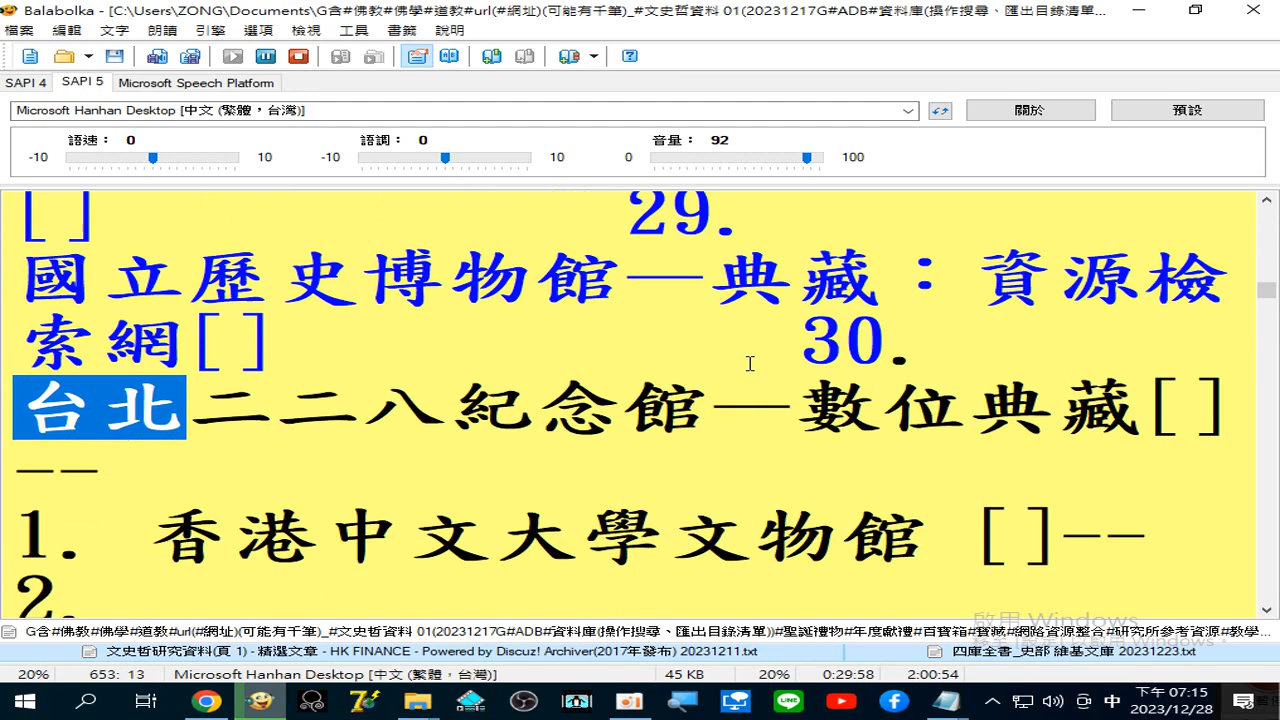 Balabolka - [C:\Users\ZONG\Documents\G含#佛教#佛學#道教#url(#網址)(可能有千筆)_#文史哲資料 01(20231217G#ADB#資料庫(操作搜尋、匯出目錄清單...
檔案 編輯 文字 朗讀 引擎 選項 檢視 工具 書籤 說明
SAPI 4 SAPI 5 Microsoft Speech Platform
Microsoft Hanhan Desktop [中文 (繁體，台灣)] 關於 預設
語速： 0 語調： 0 音量： 92
-10 10 -10 10 0 100
[] 29.
國立歷史博物館—典藏：資源檢
索網[] 30.
台北二二八紀念館—數位典藏[]
--
1. 香港中文大學文物館 []--
2.
啟用 Windows
G含#佛教#佛學#道教#url(#網址)(可能有千筆)_#文史哲資料 01(20231217G#ADB#資料庫(操作搜尋、匯出目錄清單))#聖誕禮物#年度獻禮#百寶箱#寶城#網路資源整合#研究所參考資源#教學...
文史哲研究資料(頁 1) - 精選文章 - HK FINANCE - Powered by Discuz! Archiver(2017年發布) 20231211.txt 四庫全書_史部 維基文庫 20231223.txt
20% 653: 13 Microsoft Hanhan Desktop [中文 (繁體，台灣)] 45 KB 20% 0:29:58 2:00:54
中 下午 07:15
2023/12/28